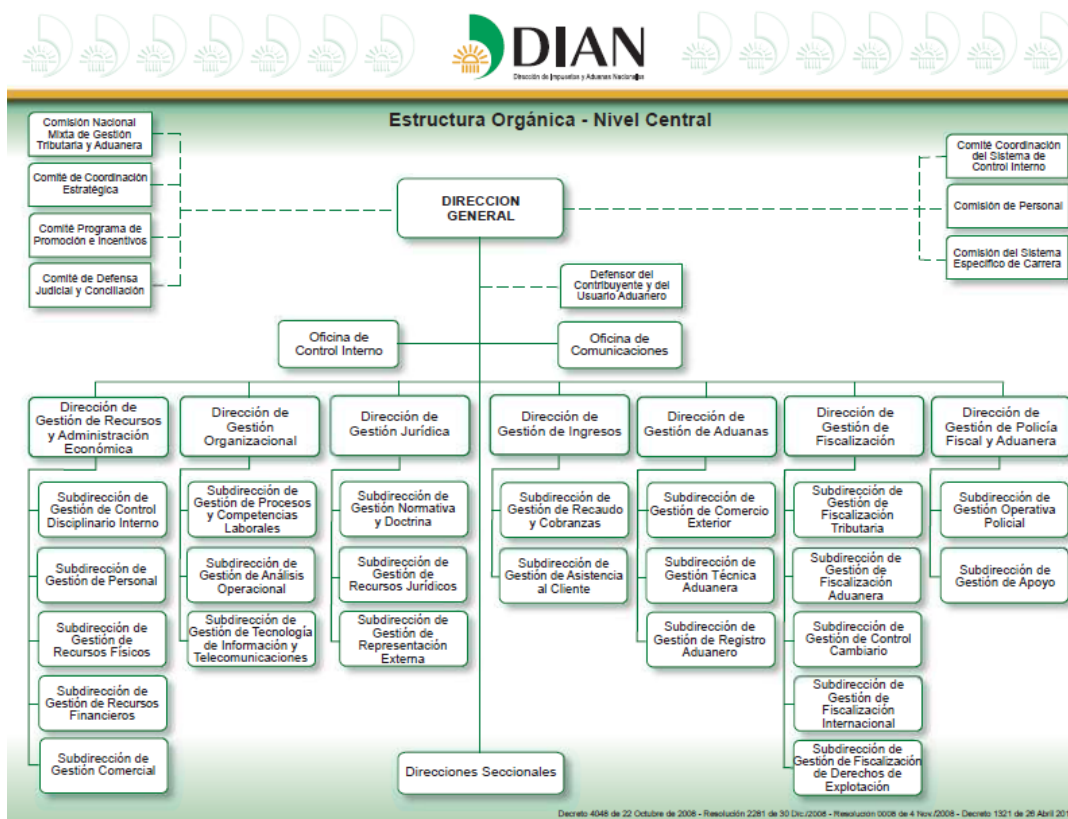 DIAN
Dirección de Impuestos y Aduanas Nacionales
Estructura Orgánica - Nivel Central
Comisión Nacional
Mixta de Gestión
Tributaria y Aduanera
Comité de Coordinación
Estratégica
Comité Programa de
Promoción e Incentivos
Comité de Defensa
Judicial y Conciliación
DIRECCION
GENERAL
Comité Coordinación
del Sistema de
Control Interno
Comisión de Personal
Comisión del Sistema
Específico de Carrera
Defensor del
Contribuyente y del
Usuario Aduanero
Oficina de
Control Interno
Oficina de
Comunicaciones
Dirección de
Gestión de Recursos
y Administración
Económica
Subdirección de
Gestión de Control
Disciplinario Interno
Subdirección de
Gestión de Personal
Subdirección de
Gestión de
Recursos Físicos
Subdirección de
Gestión de Recursos
Financieros
Subdirección de
Gestión Comercial
Dirección de
Gestión
Organizacional
Subdirección de
Gestión de Procesos
y Competencias
Laborales
Subdirección de
Gestión de Análisis
Operacional
Subdirección de
Gestión de Tecnología
de Información y
Telecomunicaciones
Dirección de
Gestión Jurídica
Subdirección de
Gestión Normativa
y Doctrina
Subdirección de
Gestión de
Recursos Jurídicos
Subdirección de
Gestión de
Representación
Externa
Dirección de
Gestión de Ingresos
Subdirección de
Gestión de Recaudo
y Cobranzas
Subdirección de
Gestión de Asistencia
al Cliente
Dirección de
Gestión de Aduanas
Subdirección de
Gestión de Comercio
Exterior
Subdirección de
Gestión Técnica
Aduanera
Subdirección de
Gestión de Registro
Aduanero
Dirección de
Gestión de
Fiscalización
Subdirección de
Gestión de
Fiscalización
Tributaria
Subdirección de
Gestión de
Fiscalización
Aduanera
Subdirección de
Gestión de Control
Cambiario
Subdirección de
Gestión de
Fiscalización
Internacional
Subdirección de
Gestión de Fiscalización
de Derechos de
Explotación
Dirección de
Gestión de Policía
Fiscal y Aduanera
Subdirección de
Gestión Operativa
Policial
Subdirección de
Gestión de Apoyo
Direcciones Seccionales
Decreto 4048 de 22 Octubre de 2008 - Resolución 2281 de 30 Dic./2008 - Resolución 0006 de 4 Nov./2008 - Decreto 1321 de 26 Abril